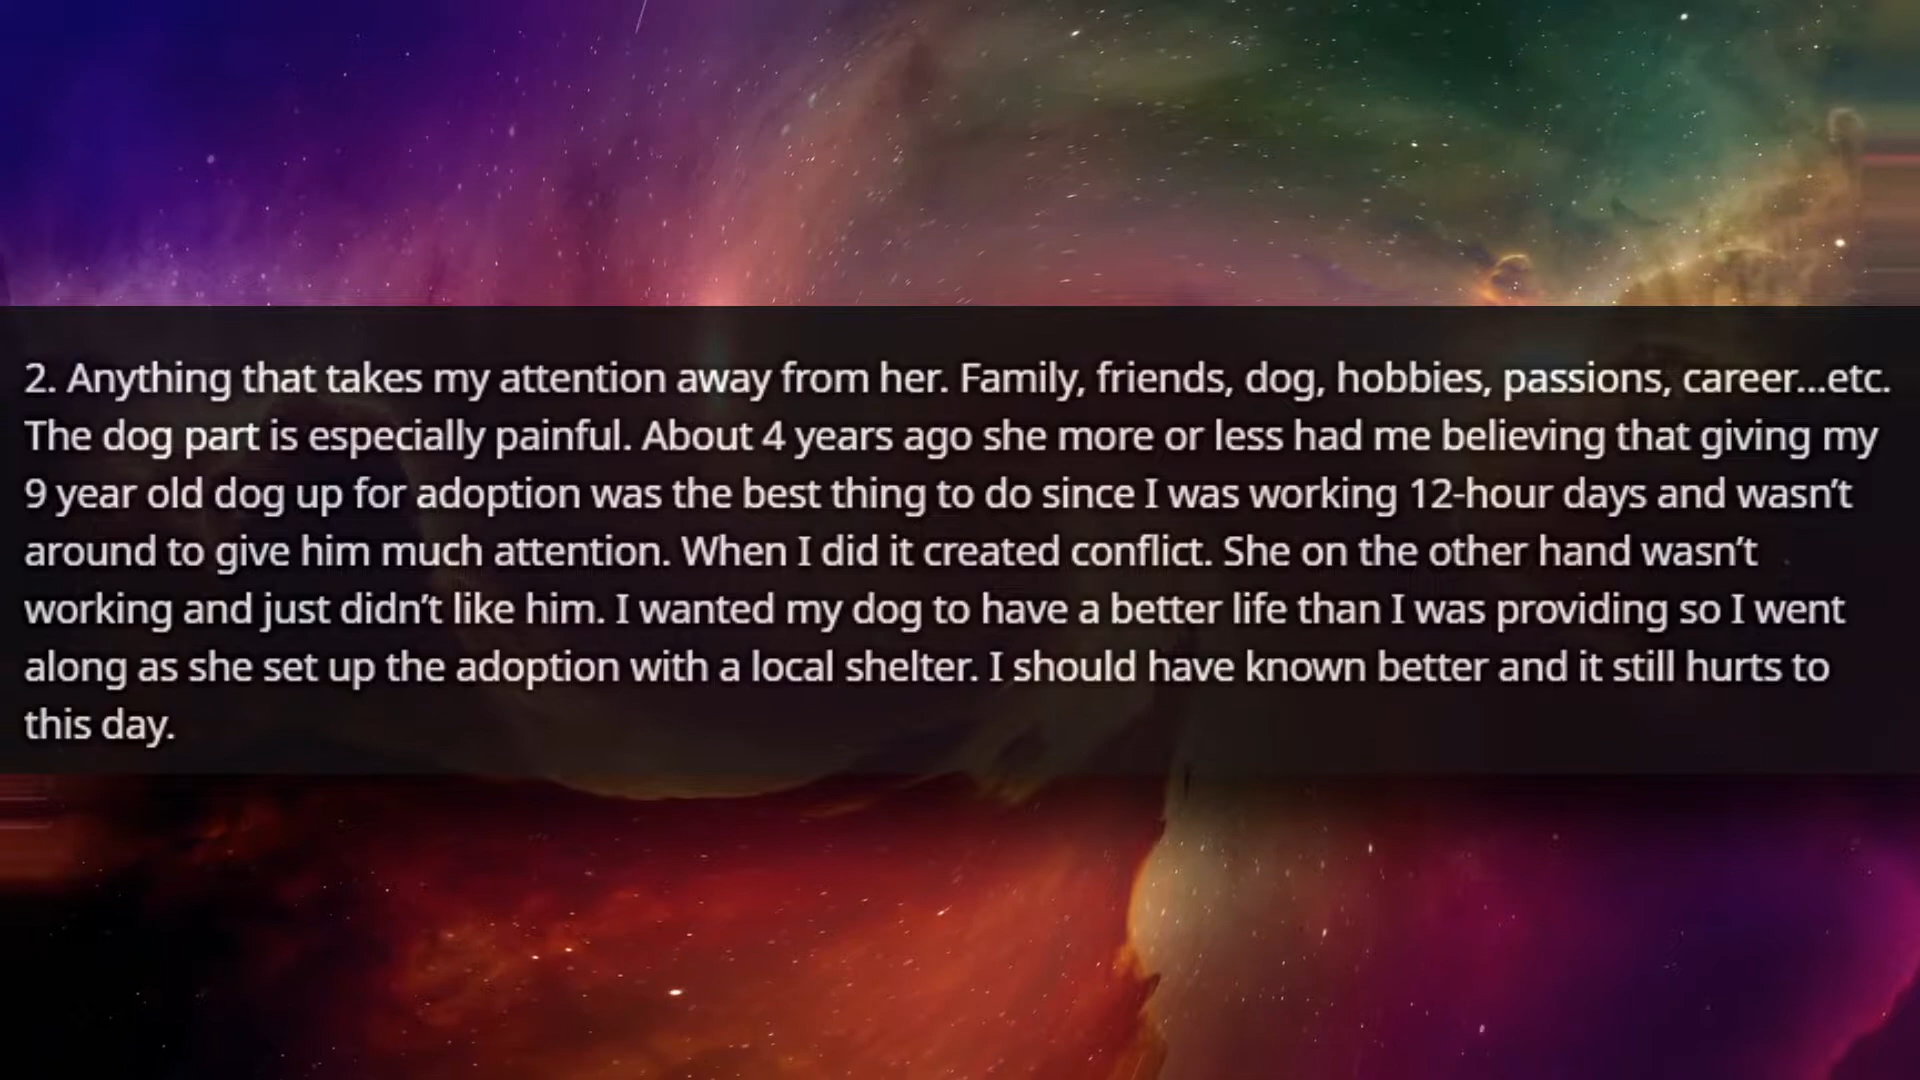 2. Anything that takes my attention away from her. Family, friends, dog, hobbies, passions, career...etc.
The dog part is especially painful. About 4 years ago she more or less had me believing that giving my
9 year old dog up for adoption was the best thing to do since I was working 12-hour days and wasn’t
around to give him much attention. When I did it created conflict. She on the other hand wasn’t
working and just didn’t like him. I wanted my dog to have a better life than I was providing so I went
along as she set up the adoption with a local shelter. I should have known better and it still hurts to
this day.